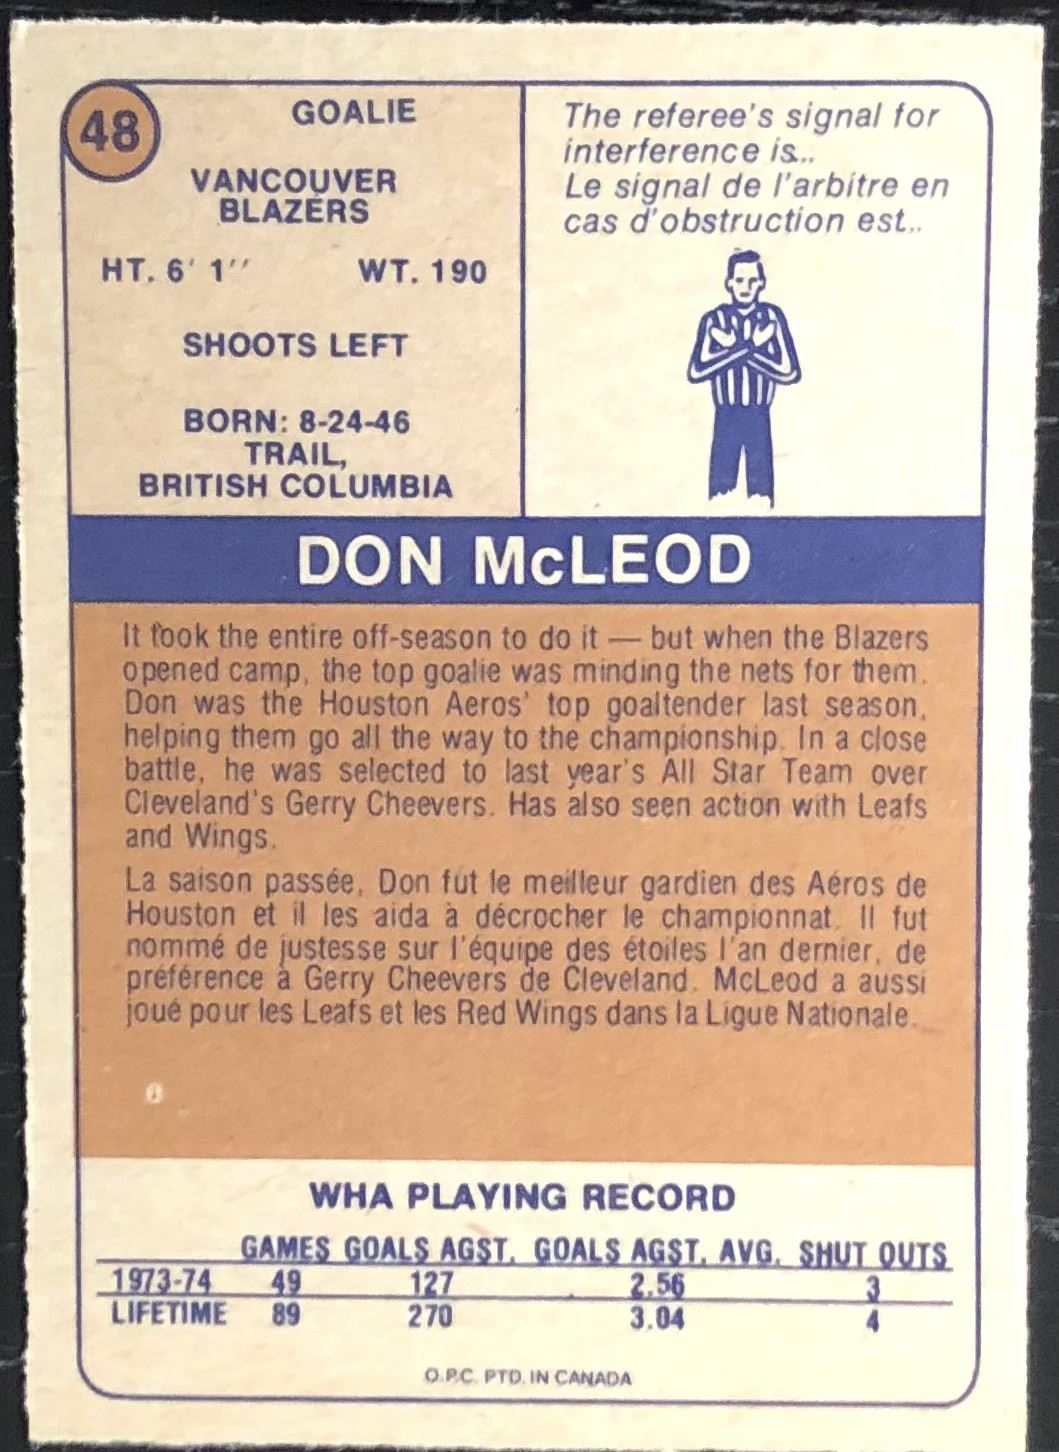 48
GOALIE
VANCOUVER
BLAZERS
HT. 6' 1'' WT. 190
SHOOTS LEFT
BORN: 8-24-46
TRAIL,
BRITISH COLUMBIA
The referee's signal for
interference is...
Le signal de l'arbitre en
cas d'obstruction est...
DON McLEOD
It took the entire off-season to do it — but when the Blazers
opened camp, the top goalie was minding the nets for them.
Don was the Houston Aeros' top goaltender last season,
helping them go all the way to the championship. In a close
battle, he was selected to last year's All Star Team over
Cleveland's Gerry Cheevers. Has also seen action with Leafs
and Wings.
La saison passée, Don fut le meilleur gardien des Aéros de
Houston et il les aida à décrocher le championnat. Il fut
nommé de justesse sur l'équipe des étoiles l'an dernier, de
préférence à Gerry Cheevers de Cleveland. McLeod a aussi
joué pour les Leafs et les Red Wings dans la Ligue Nationale.
WHA PLAYING RECORD
GAMES GOALS AGST. GOALS AGST. AVG. SHUT OUTS
1973-74 49 127 2.56 3
LIFETIME 89 270 3.04 4
O.P.C. PTD. IN CANADA